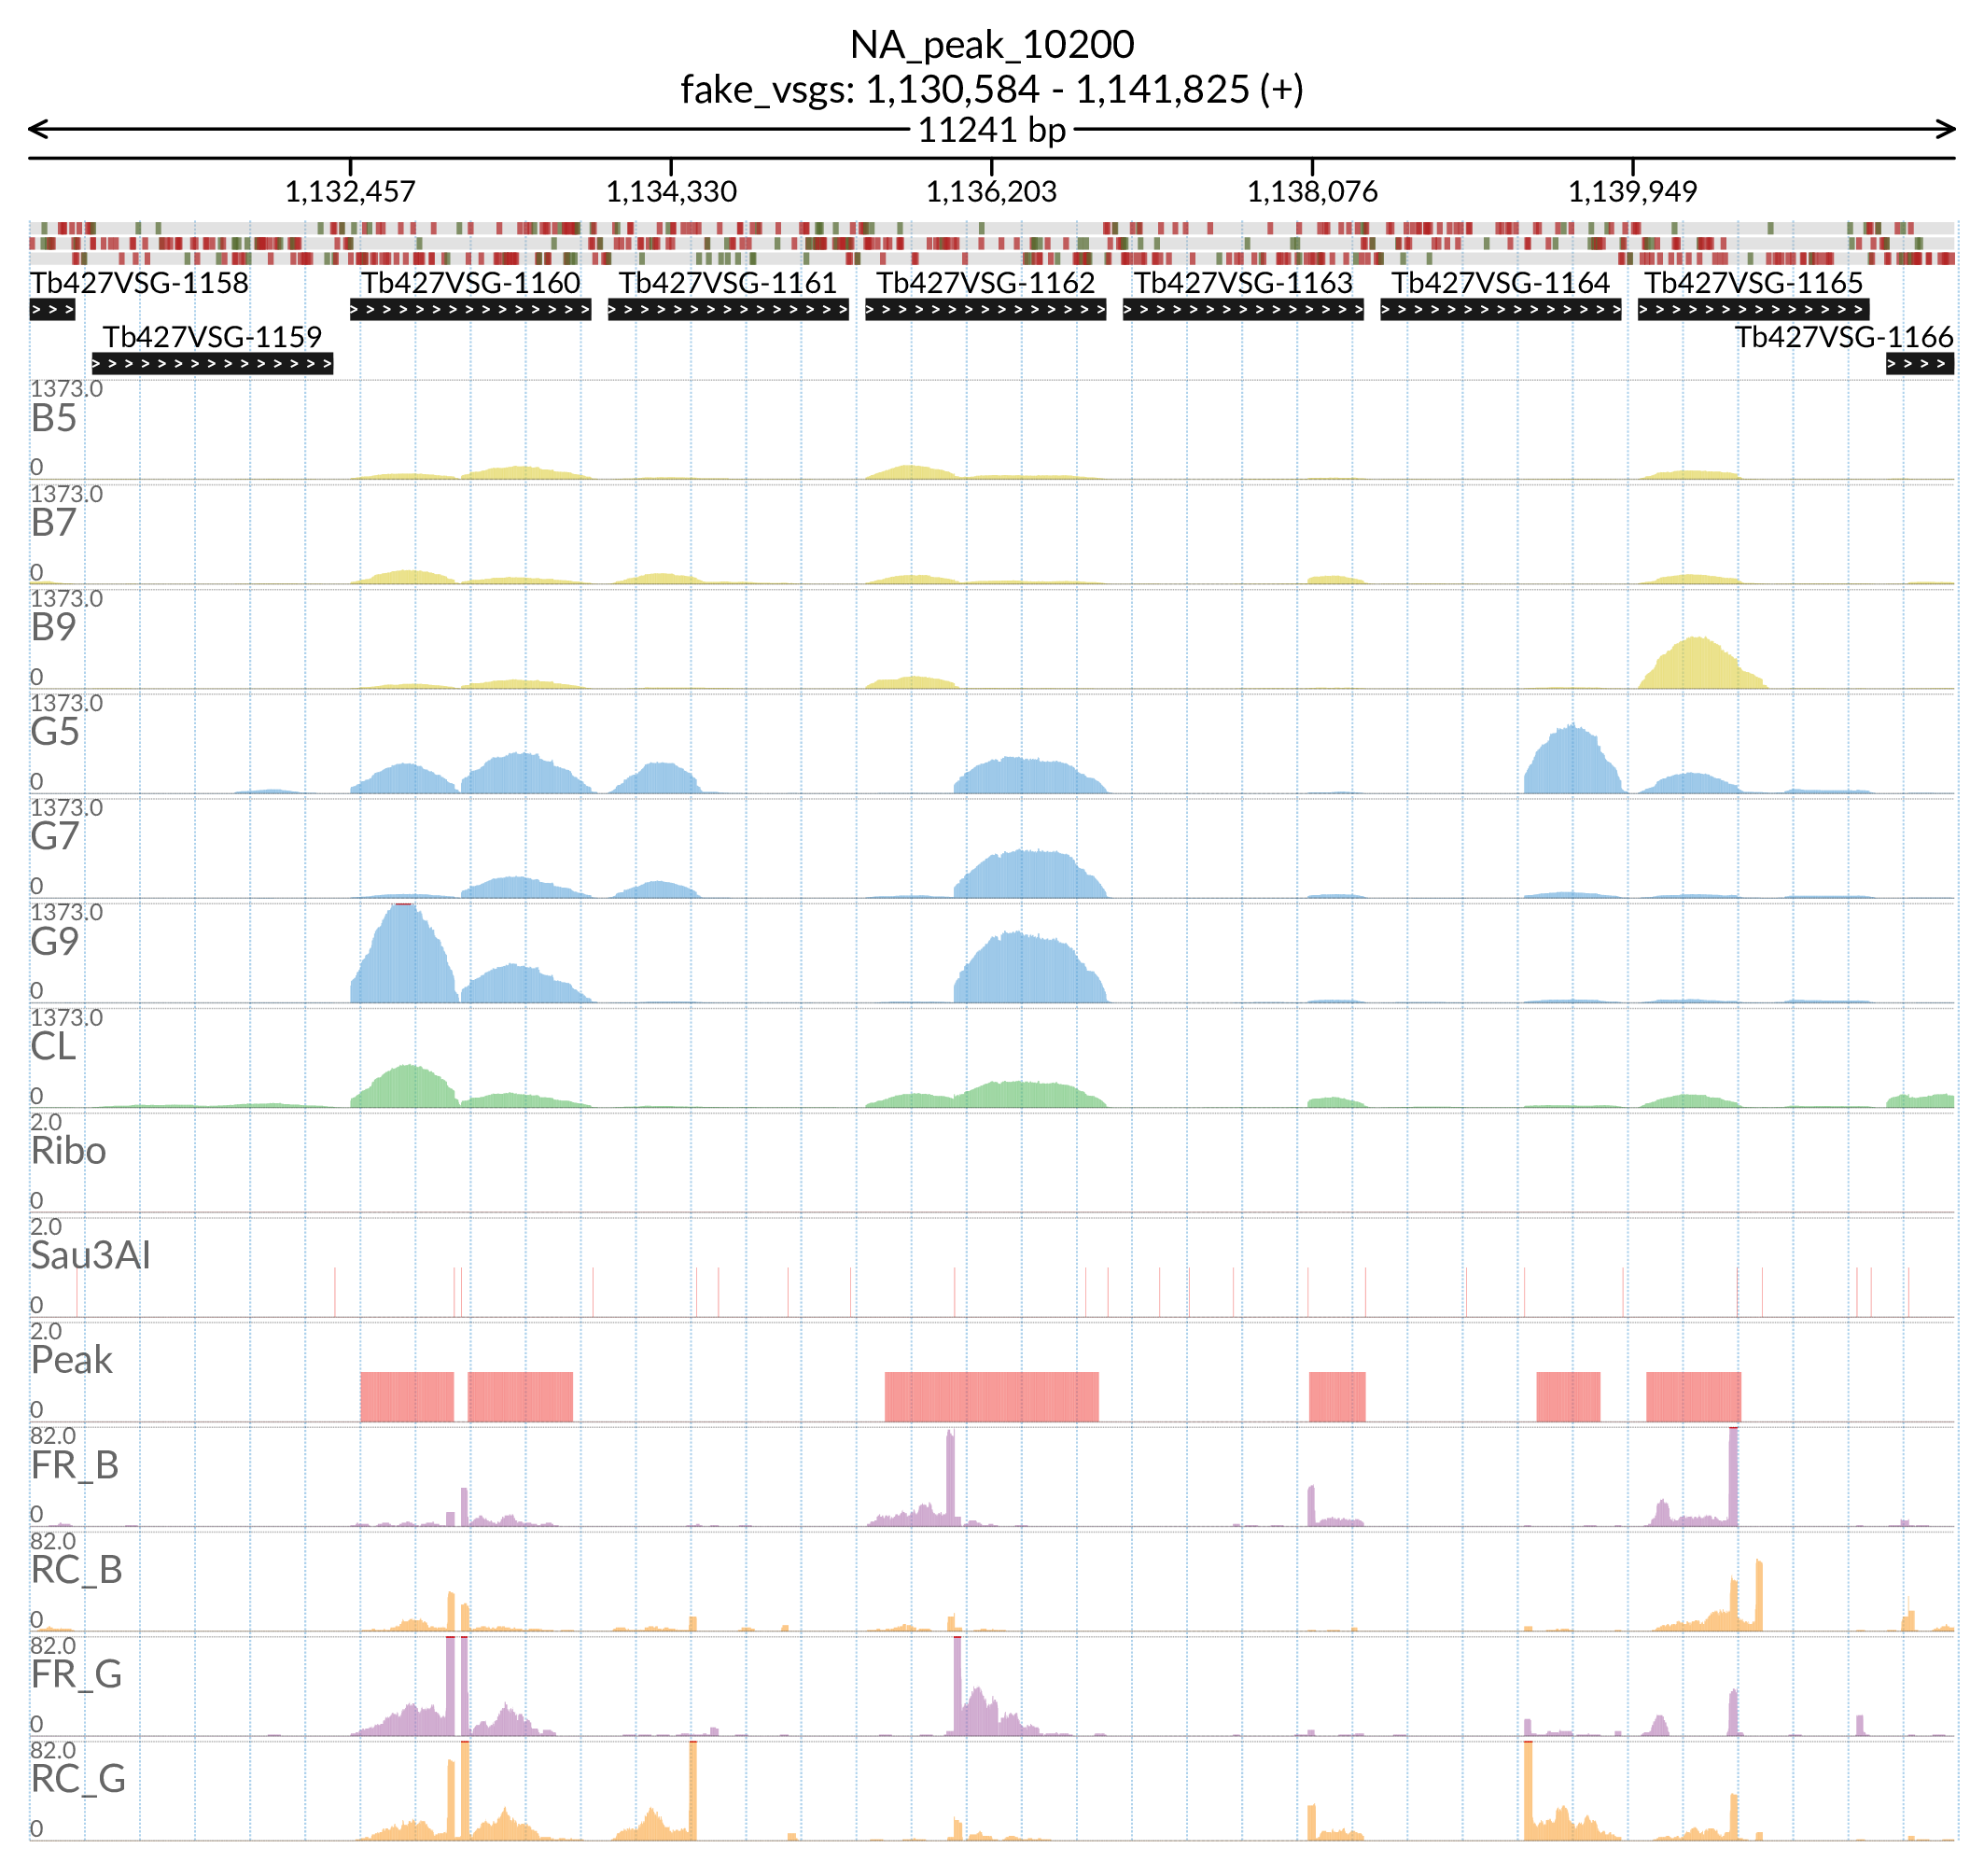 NA_peak_10200
fake_vsgs: 1,130,584 - 1,141,825 (+)
11241 bp
1,132,457 1,134,330 1,136,203 1,138,076 1,139,949
Tb427VSG-1158 Tb427VSG-1160 Tb427VSG-1161 Tb427VSG-1162 Tb427VSG-1163 Tb427VSG-1164 Tb427VSG-1165
Tb427VSG-1159 Tb427VSG-1166
1373.0
B5
0
1373.0
B7
0
1373.0
B9
0
1373.0
G5
0
1373.0
G7
0
1373.0
G9
0
1373.0
CL
0
2.0
Ribo
0
2.0
Sau3AI
0
2.0
Peak
0
82.0
FR_B
0
82.0
RC_B
0
82.0
FR_G
0
82.0
RC_G
0